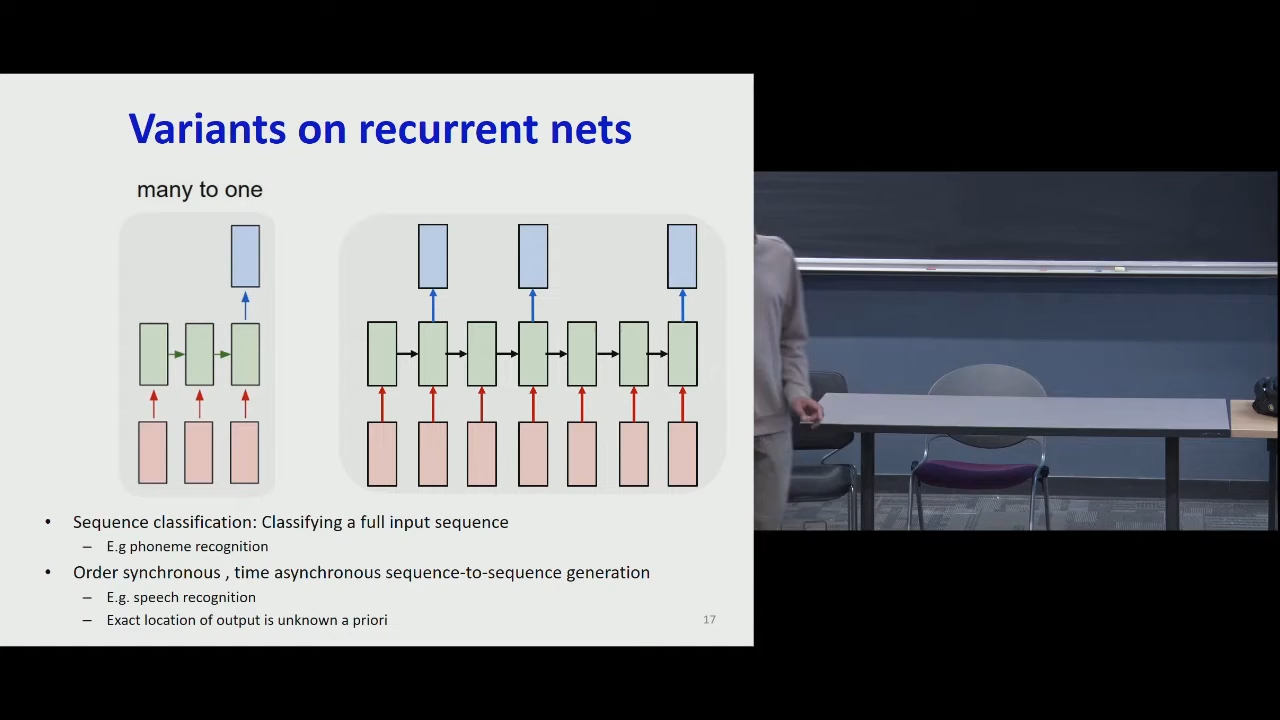 Variants on recurrent nets
many to one
• Sequence classification: Classifying a full input sequence
– E.g phoneme recognition
• Order synchronous , time asynchronous sequence-to-sequence generation
– E.g. speech recognition
– Exact location of output is unknown a priori
17